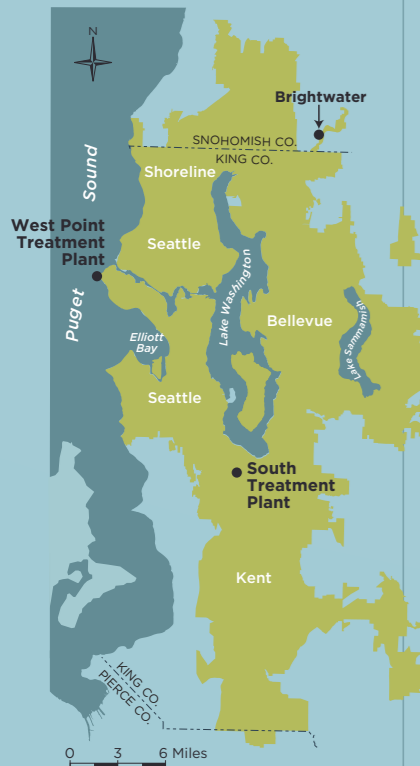 N
Brightwater
SNOHOMISH CO.
KING CO.
Sound
Shoreline
West Point
Treatment
Plant
Seattle
Lake Washington
Puget
Elliott
Bay
Bellevue
Lake Sammamish
Seattle
South
Treatment
Plant
Kent
KING CO.
PIERCE CO.
0 3 6 Miles